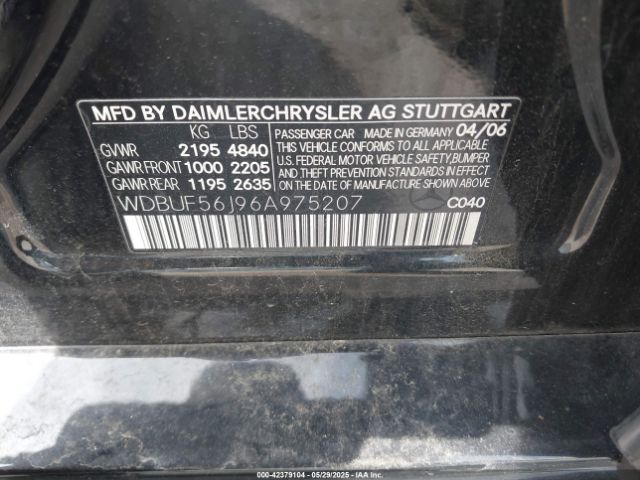 MFD BY DAIMLERCHRYSLER AG STUTTGART
KG LBS
GVWR 2195 4840
GAWR FRONT 1000 2205
GAWR REAR 1195 2635
PASSENGER CAR MADE IN GERMANY 04/06
THIS VEHICLE CONFORMS TO ALL APPLICABLE
U.S. FEDERAL MOTOR VEHICLE SAFETY, BUMPER
AND THEFT PREVENTION STANDARDS IN EFFECT
ON THE DATE OF MANUFACTURE SHOWN ABOVE.
WDBUF56J96A975207
C040
000-42379104 - 05/29/2025 - IAAI.COM